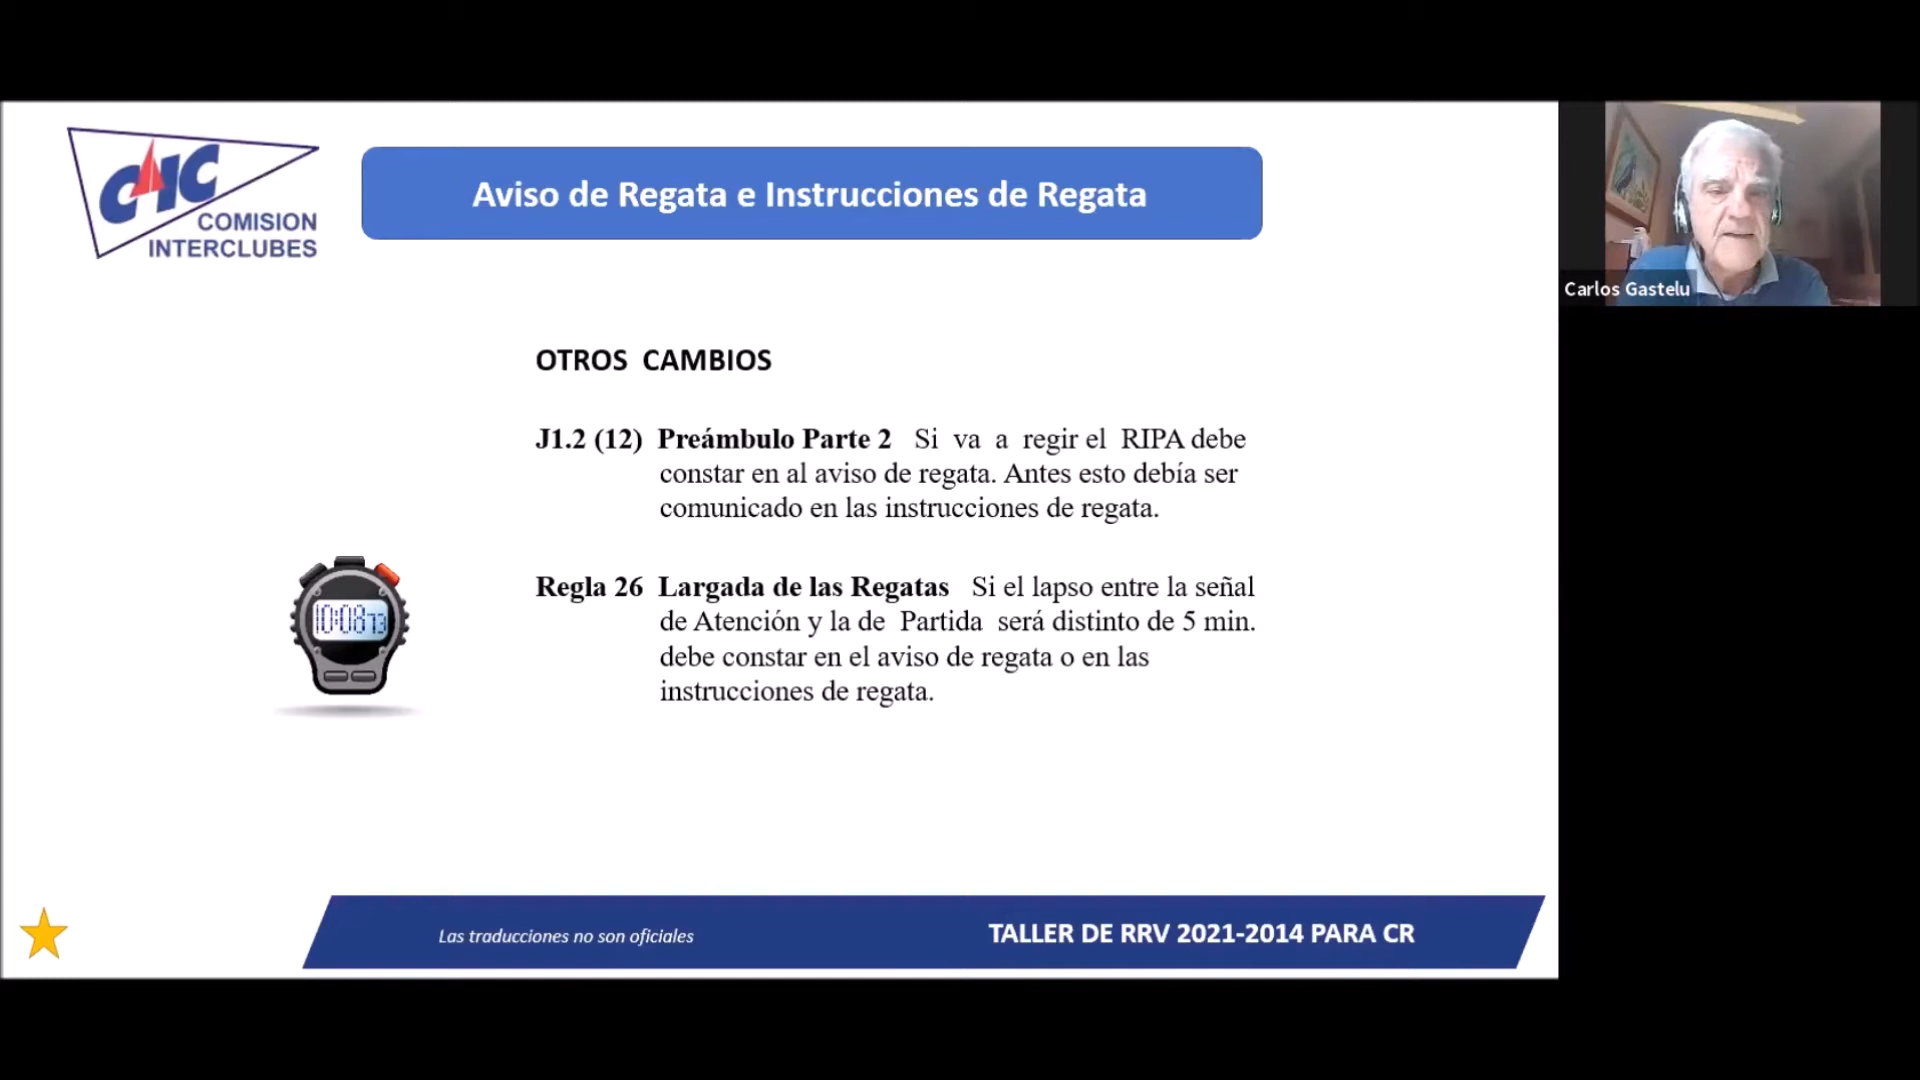 CIC
COMISION
INTERCLUBES
Aviso de Regata e Instrucciones de Regata
Carlos Gastelu
OTROS CAMBIOS
J1.2 (12) Preámbulo Parte 2 Si va a regir el RIPA debe
constar en al aviso de regata. Antes esto debía ser
comunicado en las instrucciones de regata.
10:08 73
Regla 26 Largada de las Regatas Si el lapso entre la señal
de Atención y la de Partida será distinto de 5 min.
debe constar en el aviso de regata o en las
instrucciones de regata.
Las traducciones no son oficiales
TALLER DE RRV 2021-2014 PARA CR